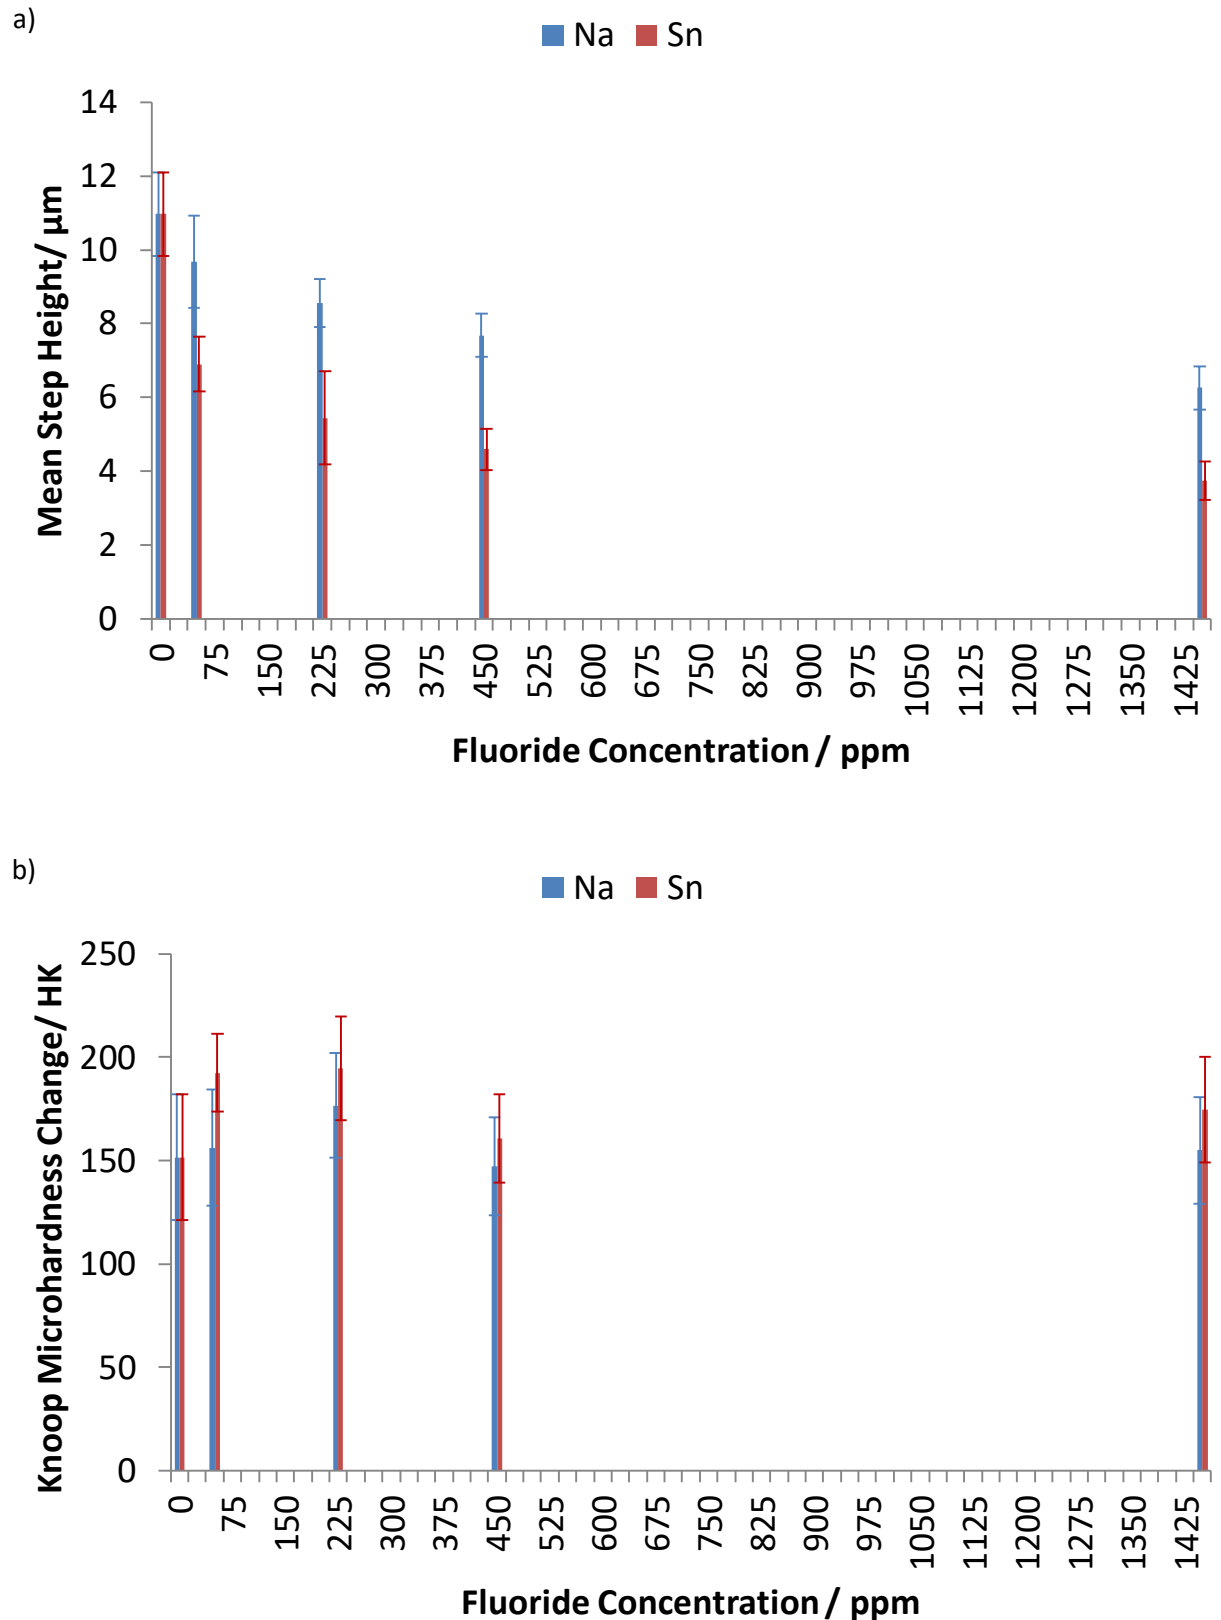 a)
Na Sn
14
12
10
8
6
4
2
0
Mean Step Height/ μm
0 75 150 225 300 375 450 525 600 675 750 825 900 975 1050 1125 1200 1275 1350 1425
Fluoride Concentration / ppm
b)
Na Sn
250
200
150
100
50
0
Knoop Microhardness Change/ HK
0 75 150 225 300 375 450 525 600 675 750 825 900 975 1050 1125 1200 1275 1350 1425
Fluoride Concentration / ppm